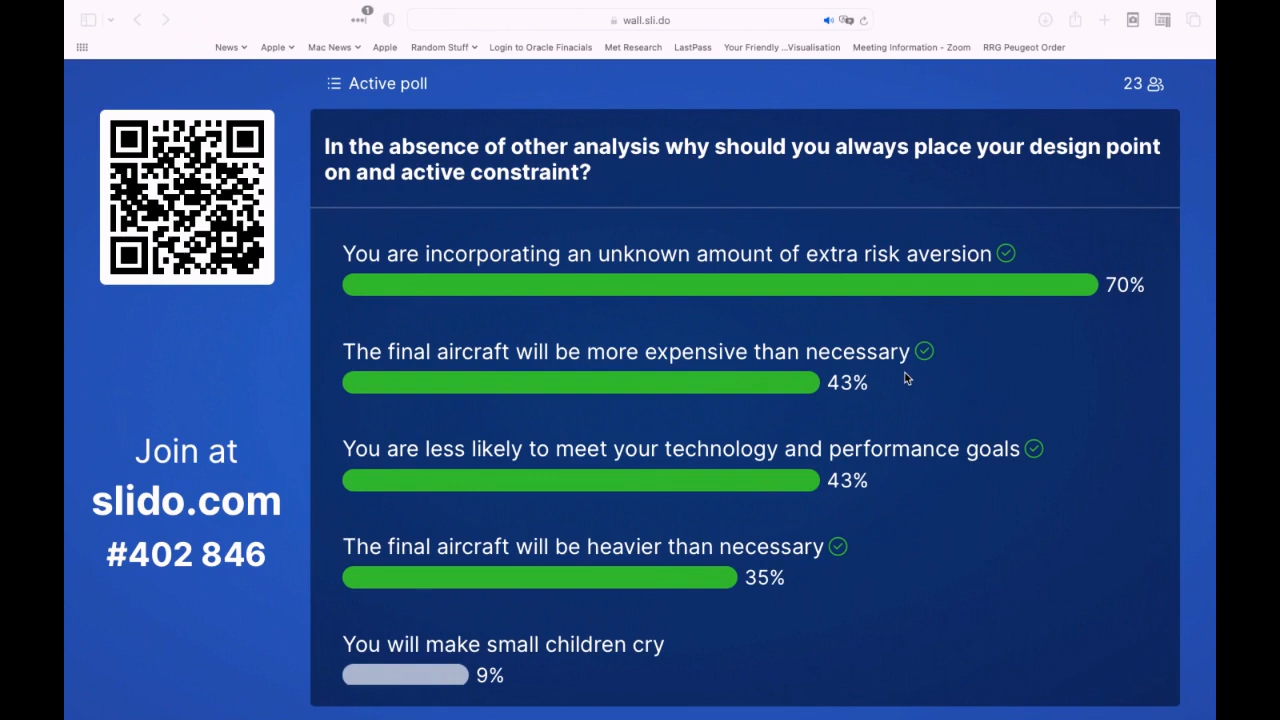 1
wall.sli.do
News Apple Mac News Apple Random Stuff Login to Oracle Finacials Met Research LastPass Your Friendly ...Visualisation Meeting Information - Zoom RRG Peugeot Order
Active poll
23
In the absence of other analysis why should you always place your design point
on and active constraint?
You are incorporating an unknown amount of extra risk aversion
70%
The final aircraft will be more expensive than necessary
43%
You are less likely to meet your technology and performance goals
43%
The final aircraft will be heavier than necessary
35%
You will make small children cry
9%
Join at
slido.com
#402 846